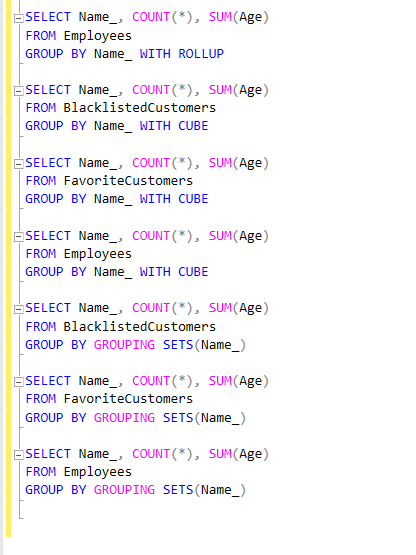 SELECT Name_, COUNT(*), SUM(Age)
FROM Employees
GROUP BY Name_ WITH ROLLUP
SELECT Name_, COUNT(*), SUM(Age)
FROM BlacklistedCustomers
GROUP BY Name_ WITH CUBE
SELECT Name_, COUNT(*), SUM(Age)
FROM FavoriteCustomers
GROUP BY Name_ WITH CUBE
SELECT Name_, COUNT(*), SUM(Age)
FROM Employees
GROUP BY Name_ WITH CUBE
SELECT Name_, COUNT(*), SUM(Age)
FROM BlacklistedCustomers
GROUP BY GROUPING SETS(Name_)
SELECT Name_, COUNT(*), SUM(Age)
FROM FavoriteCustomers
GROUP BY GROUPING SETS(Name_)
SELECT Name_, COUNT(*), SUM(Age)
FROM Employees
GROUP BY GROUPING SETS(Name_)